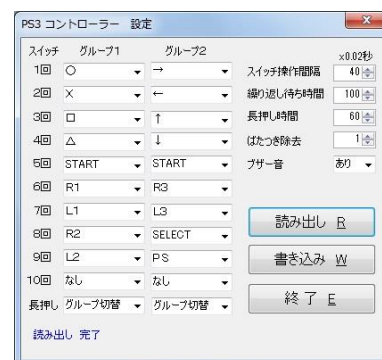 PS3 コントローラー 設定
スイッチ グループ1 グループ2 ×0.02秒
1回 ○ → スイッチ操作間隔 40
2回 × ← 繰り返し待ち時間 100
3回 □ ↑ 長押し時間 60
4回 △ ↓ ばたつき除去 1
5回 START START ブザー音 あり
6回 R1 R3
7回 L1 L3 読み出し R
8回 R2 SELECT
9回 L2 PS 書き込み W
10回 なし なし
長押し グループ切替 グループ切替 終了 E
読み出し 完了